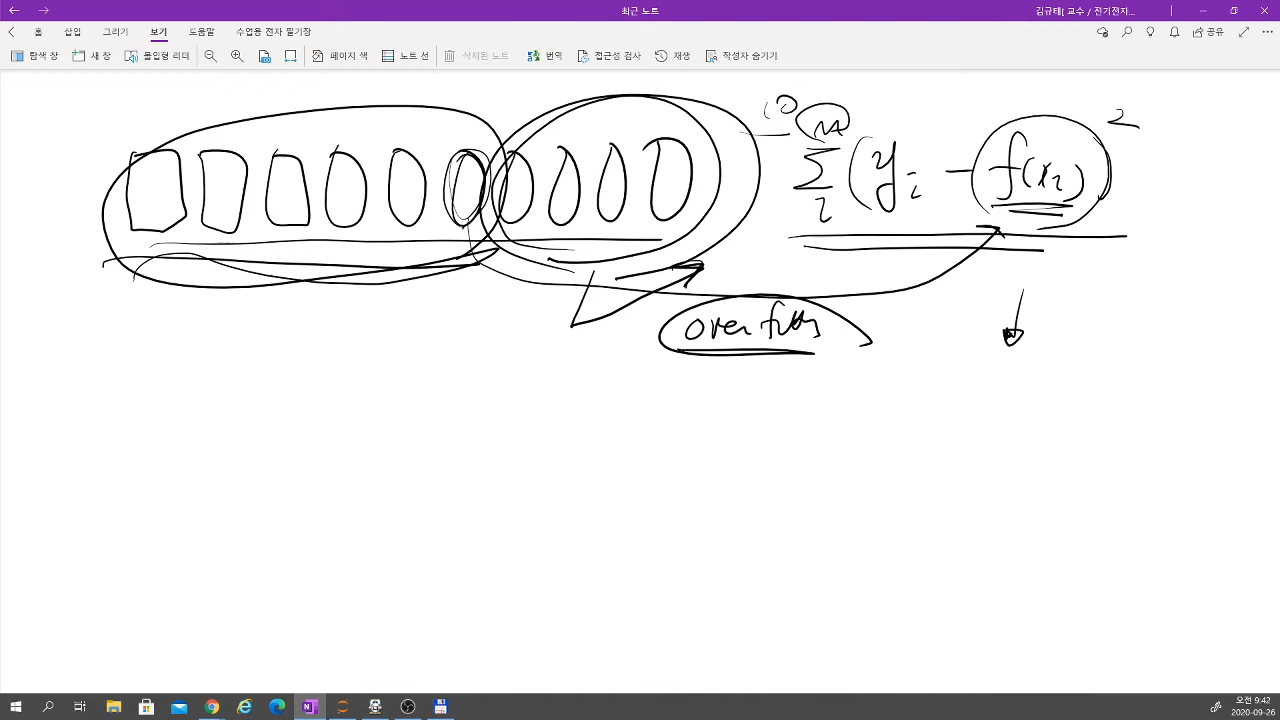 최근 노트
김규태[ 교수 / 전기전자...
홈 삽입 그리기 보기 도움말 수업용 전자 필기장
공유
탐색 창 새 창 몰입형 리더 페이지 색 노트 선 삭제된 노트 번역 접근성 검사 재생 작성자 숨기기
10
Σ (y_i - f(x_i))^2
i
오전 9:42
2020-09-26